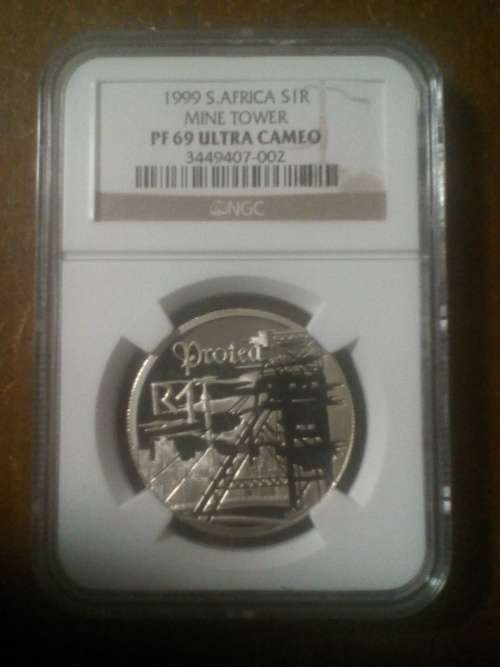 1999 S.AFRICA S1R
MINE TOWER
PF 69 ULTRA CAMEO
3449407-002
NGC
Protea
R1